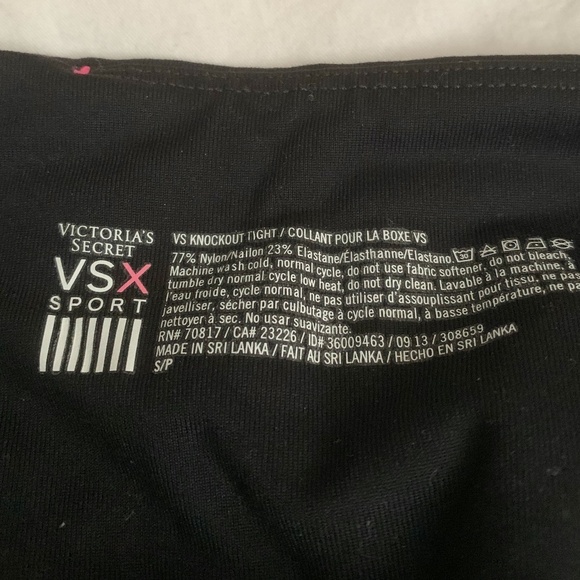 VICTORIA'S
SECRET
VSX
SPORT
VS KNOCKOUT TIGHT / COLLANT POUR LA BOXE VS
77% Nylon/Nailon 23% Elastane/Élasthanne/Elastano
Machine wash cold, normal cycle, do not use fabric softener, do not bleach,
tumble dry normal cycle low heat, do not dry clean. Lavable à la machine, à
l'eau froide, cycle normal, ne pas utiliser d'assouplissant pour tissu, ne pas
javelliser, sécher par culbutage à cycle normal, à basse température, ne
nettoyer à sec. No usar suavizante.
RN# 70817 / CA# 23226 / ID# 36009463 / 09 13 / 308659
MADE IN SRI LANKA / FAIT AU SRI LANKA / HECHO EN SRI LANKA
S/P